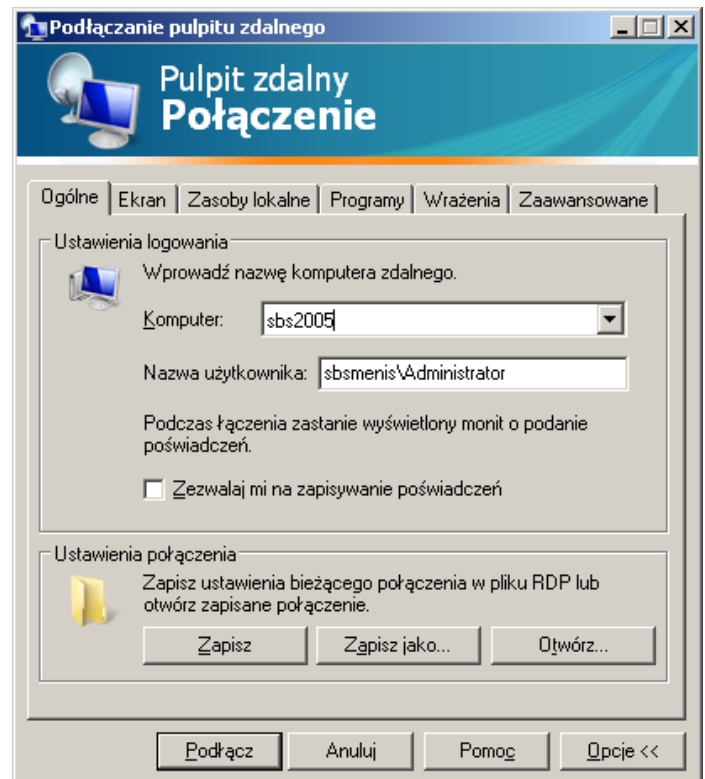 Podłączanie pulpitu zdalnego
Pulpit zdalny
Połączenie
Ogólne Ekran Zasoby lokalne Programy Wrażenia Zaawansowane
Ustawienia logowania
Wprowadź nazwę komputera zdalnego.
Komputer: sbs2005
Nazwa użytkownika: sbsmenis\Administrator
Podczas łączenia zastanie wyświetlony monit o podanie
poświadczeń.
Zezwalaj mi na zapisywanie poświadczeń
Ustawienia połączenia
Zapisz ustawienia bieżącego połączenia w pliku RDP lub
otwórz zapisane połączenie.
Zapisz Zapisz jako... Otwórz...
Podłącz Anuluj Pomoc Opcje <<